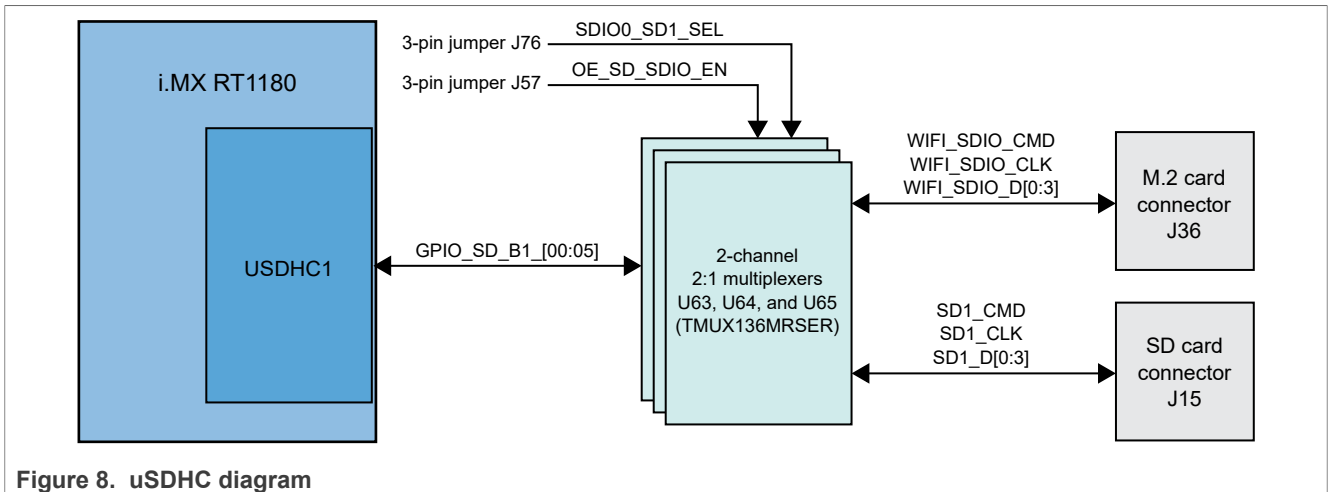 3-pin jumper J76
SDIO0_SD1_SEL
3-pin jumper J57
OE_SD_SDIO_EN
i.MX RT1180
USDHC1
GPIO_SD_B1_[00:05]
2-channel
2:1 multiplexers
U63, U64, and U65
(TMUX136MRSER)
WIFI_SDIO_CMD
WIFI_SDIO_CLK
WIFI_SDIO_D[0:3]
M.2 card
connector
J36
SD1_CMD
SD1_CLK
SD1_D[0:3]
SD card
connector
J15
Figure 8. uSDHC diagram